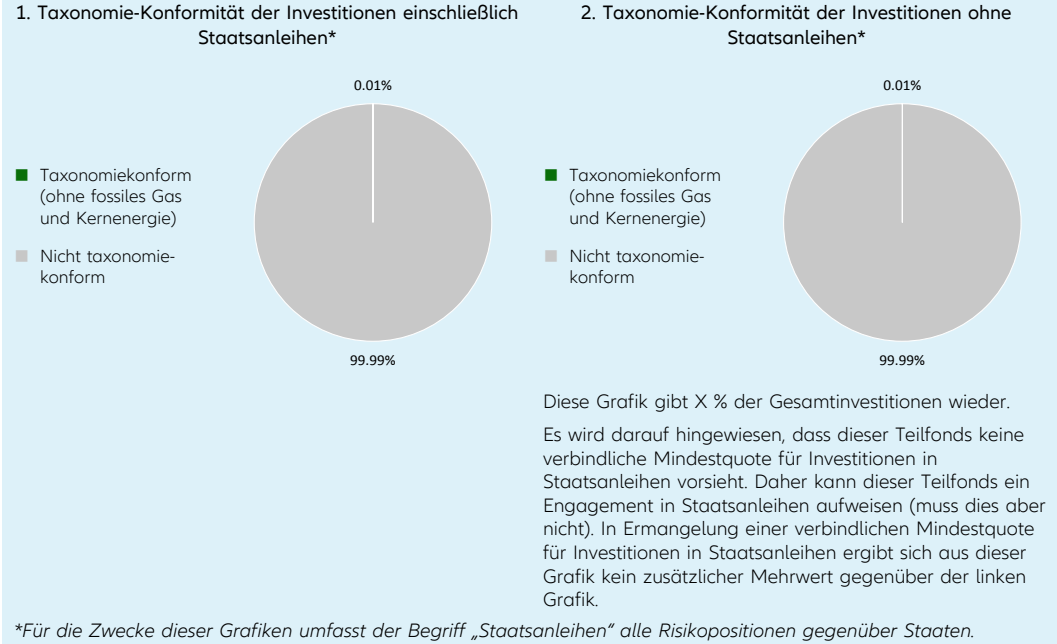 1. Taxonomie-Konformität der Investitionen einschließlich
Staatsanleihen*
0.01%
Taxonomiekonform
(ohne fossiles Gas
und Kernenergie)
Nicht taxonomie-
konform
99.99%
2. Taxonomie-Konformität der Investitionen ohne
Staatsanleihen*
0.01%
Taxonomiekonform
(ohne fossiles Gas
und Kernenergie)
Nicht taxonomie-
konform
99.99%
Diese Grafik gibt X % der Gesamtinvestitionen wieder.
Es wird darauf hingewiesen, dass dieser Teilfonds keine
verbindliche Mindestquote für Investitionen in
Staatsanleihen vorsieht. Daher kann dieser Teilfonds ein
Engagement in Staatsanleihen aufweisen (muss dies aber
nicht). In Ermangelung einer verbindlichen Mindestquote
für Investitionen in Staatsanleihen ergibt sich aus dieser
Grafik kein zusätzlicher Mehrwert gegenüber der linken
Grafik.
*Für die Zwecke dieser Grafiken umfasst der Begriff „Staatsanleihen“ alle Risikopositionen gegenüber Staaten.